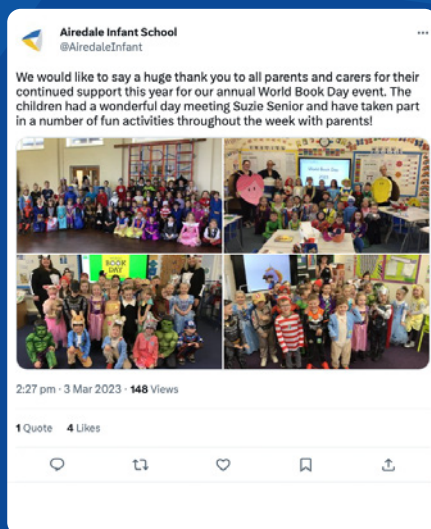 Airedale Infant School
@AiredaleInfant
We would like to say a huge thank you to all parents and carers for their
continued support this year for our annual World Book Day event. The
children had a wonderful day meeting Suzie Senior and have taken part
in a number of fun activities throughout the week with parents!
World Book Day
BOOK
DAY
2:27 pm · 3 Mar 2023 · 148 Views
1 Quote 4 Likes